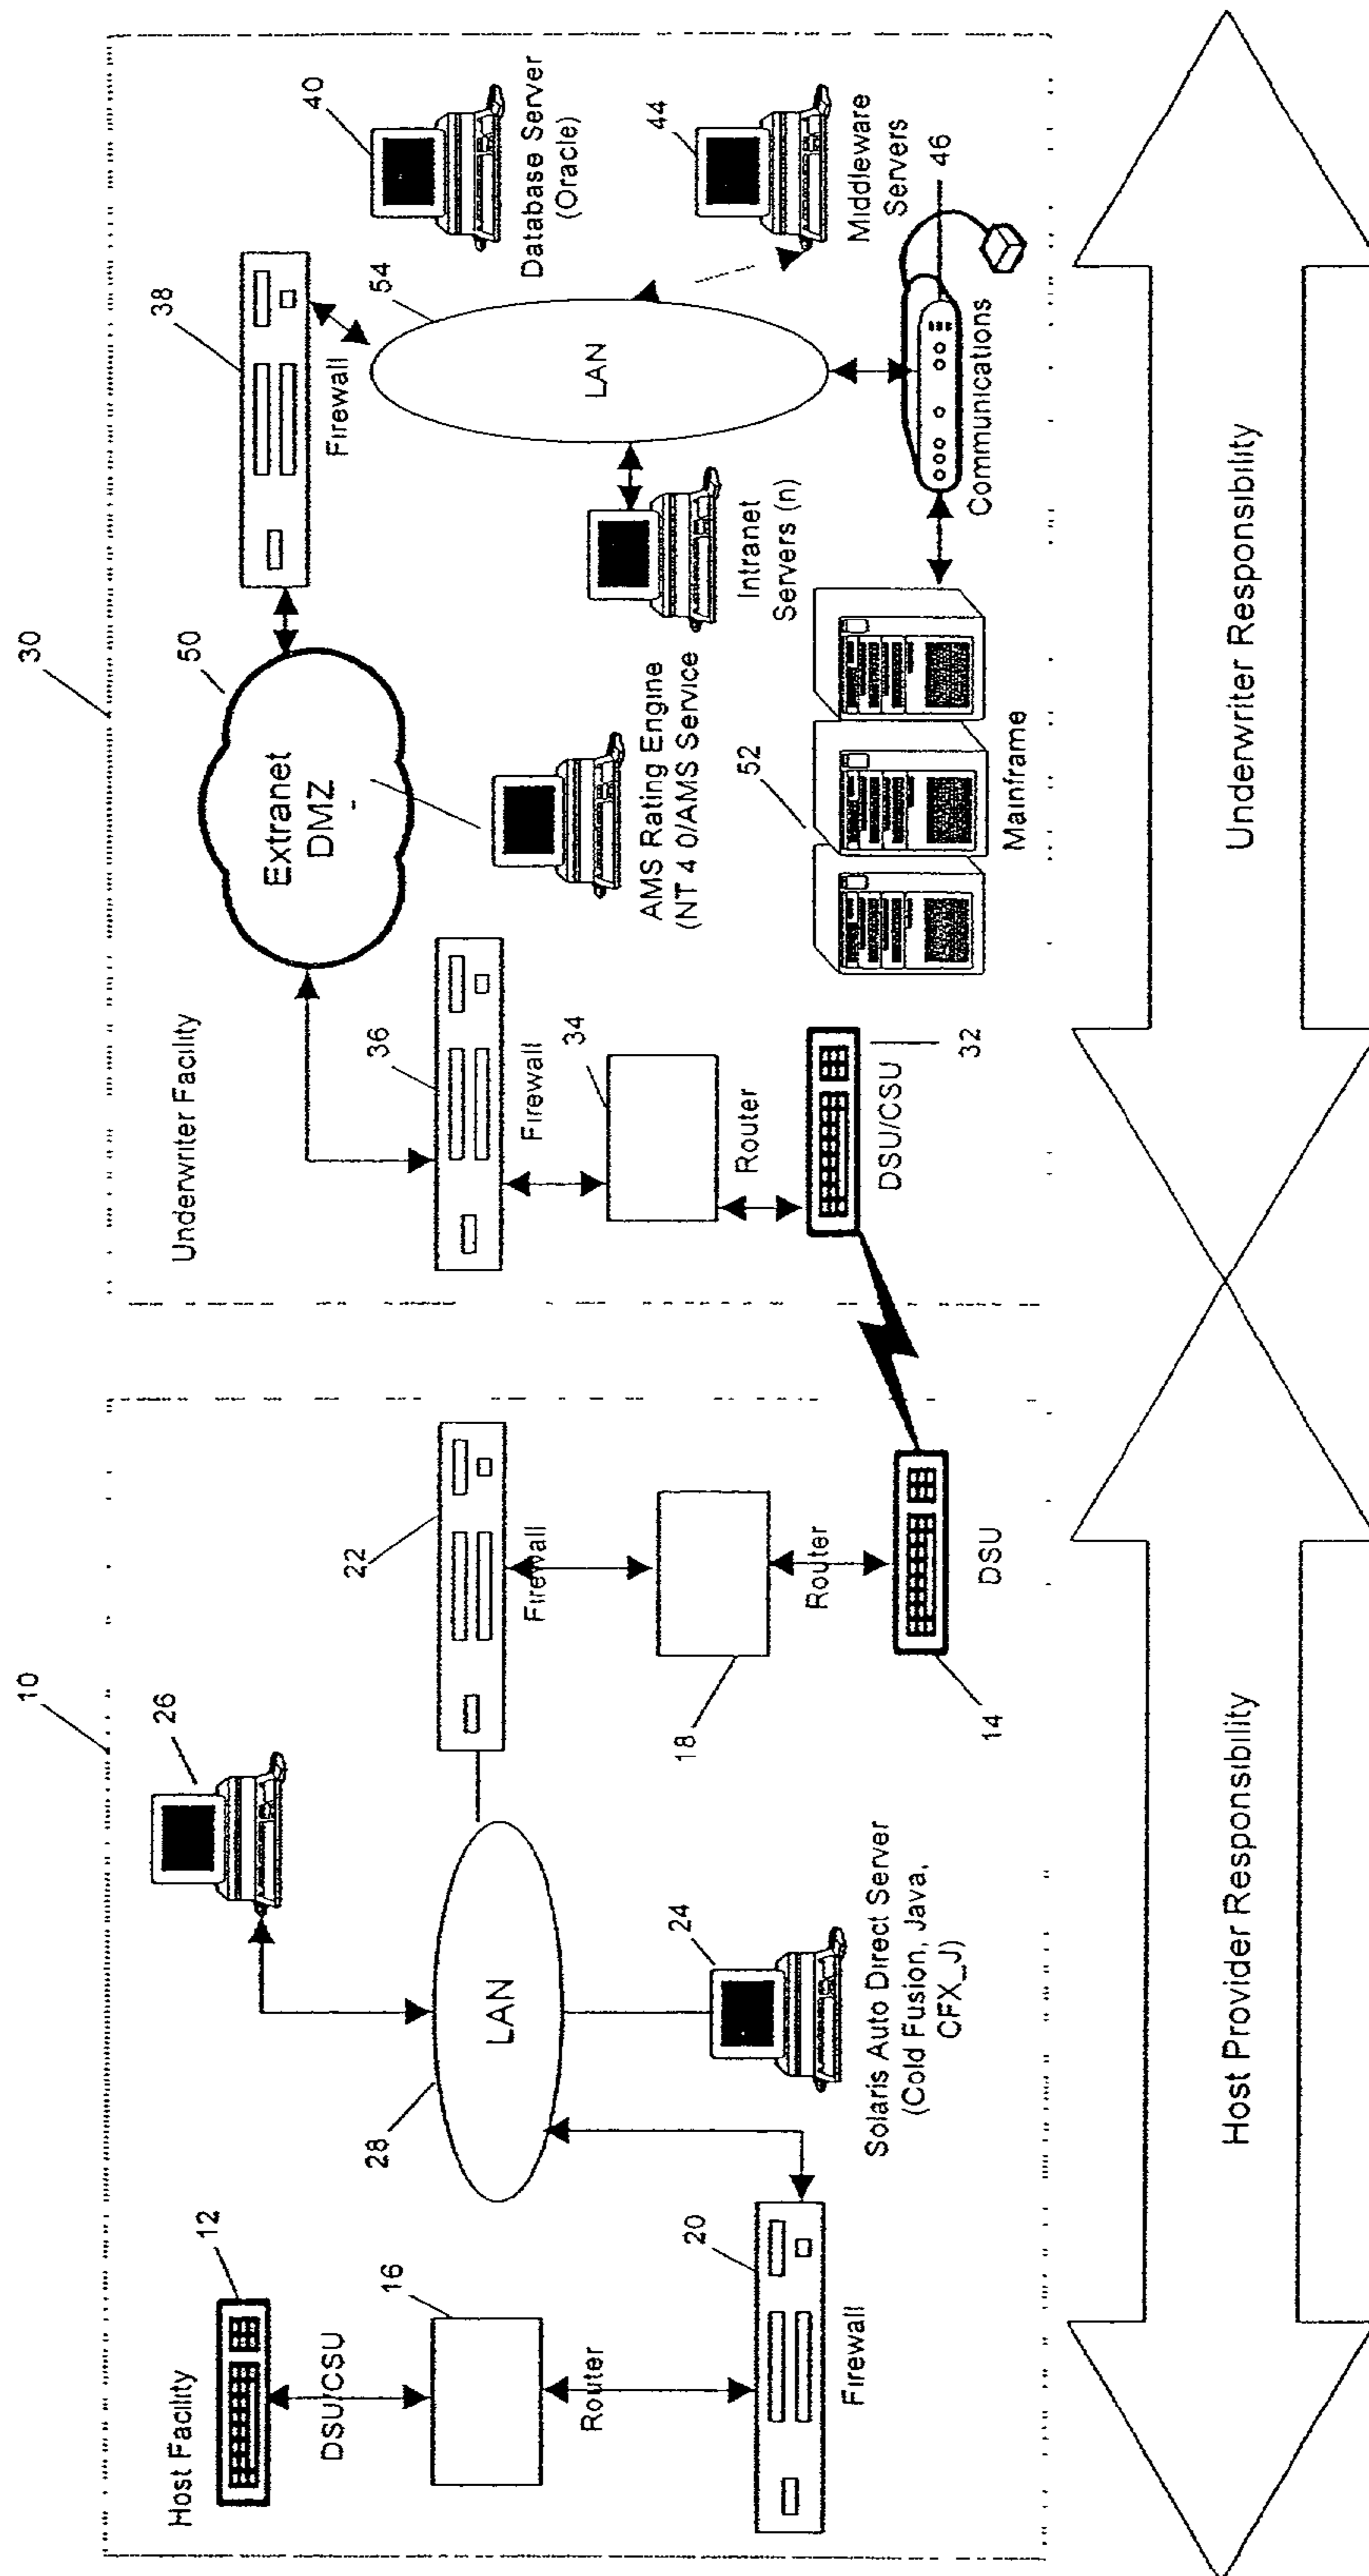 10
30
Host Facility
12
DSU/CSU
16
Router
20
Firewall
28
LAN
26
24
Solaris Auto Direct Server
(Cold Fusion, Java,
CFX_J)
22
Firewall
18
Router
14
DSU
Underwriter Facility
36
Firewall
34
Router
32
DSU/CSU
50
Extranet
DMZ
AMS Rating Engine
(NT 4 0/AMS Service
38
Firewall
54
LAN
40
Database Server
(Oracle)
44
Middleware
Servers
46
Communications
Intranet
Servers (n)
52
Mainframe
Host Provider Responsibility
Underwriter Responsibility